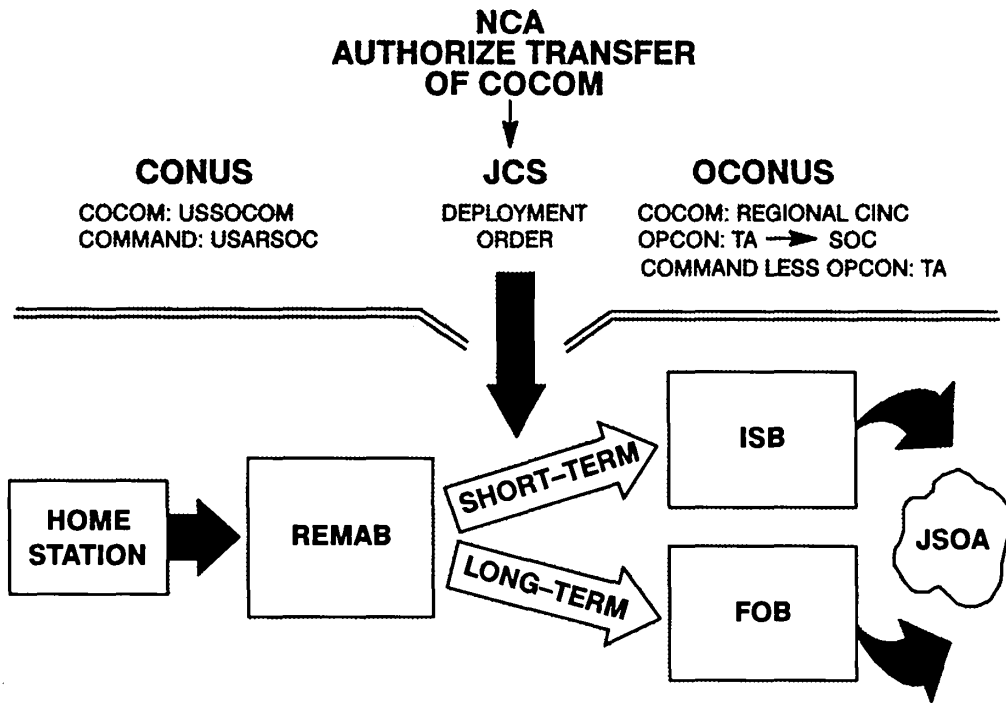 NCA
AUTHORIZE TRANSFER
OF COCOM
CONUS
COCOM: USSOCOM
COMMAND: USARSOC
JCS
DEPLOYMENT
ORDER
OCONUS
COCOM: REGIONAL CINC
OPCON: TA → SOC
COMMAND LESS OPCON: TA
HOME
STATION
REMAB
SHORT–TERM
LONG–TERM
ISB
FOB
JSOA